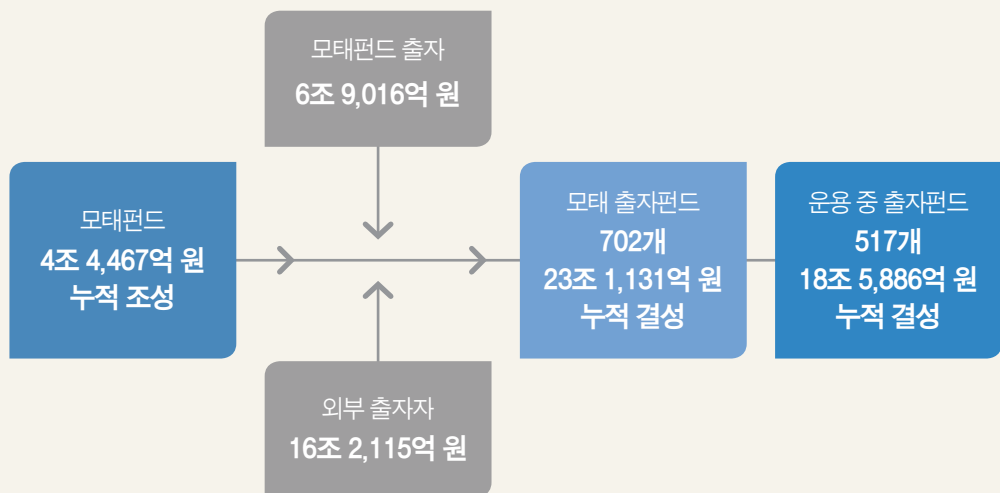 모태펀드 출자
6조 9,016억 원
모태펀드
4조 4,467억 원
누적 조성
모태 출자펀드
702개
23조 1,131억 원
누적 결성
운용 중 출자펀드
517개
18조 5,886억 원
누적 결성
외부 출자자
16조 2,115억 원